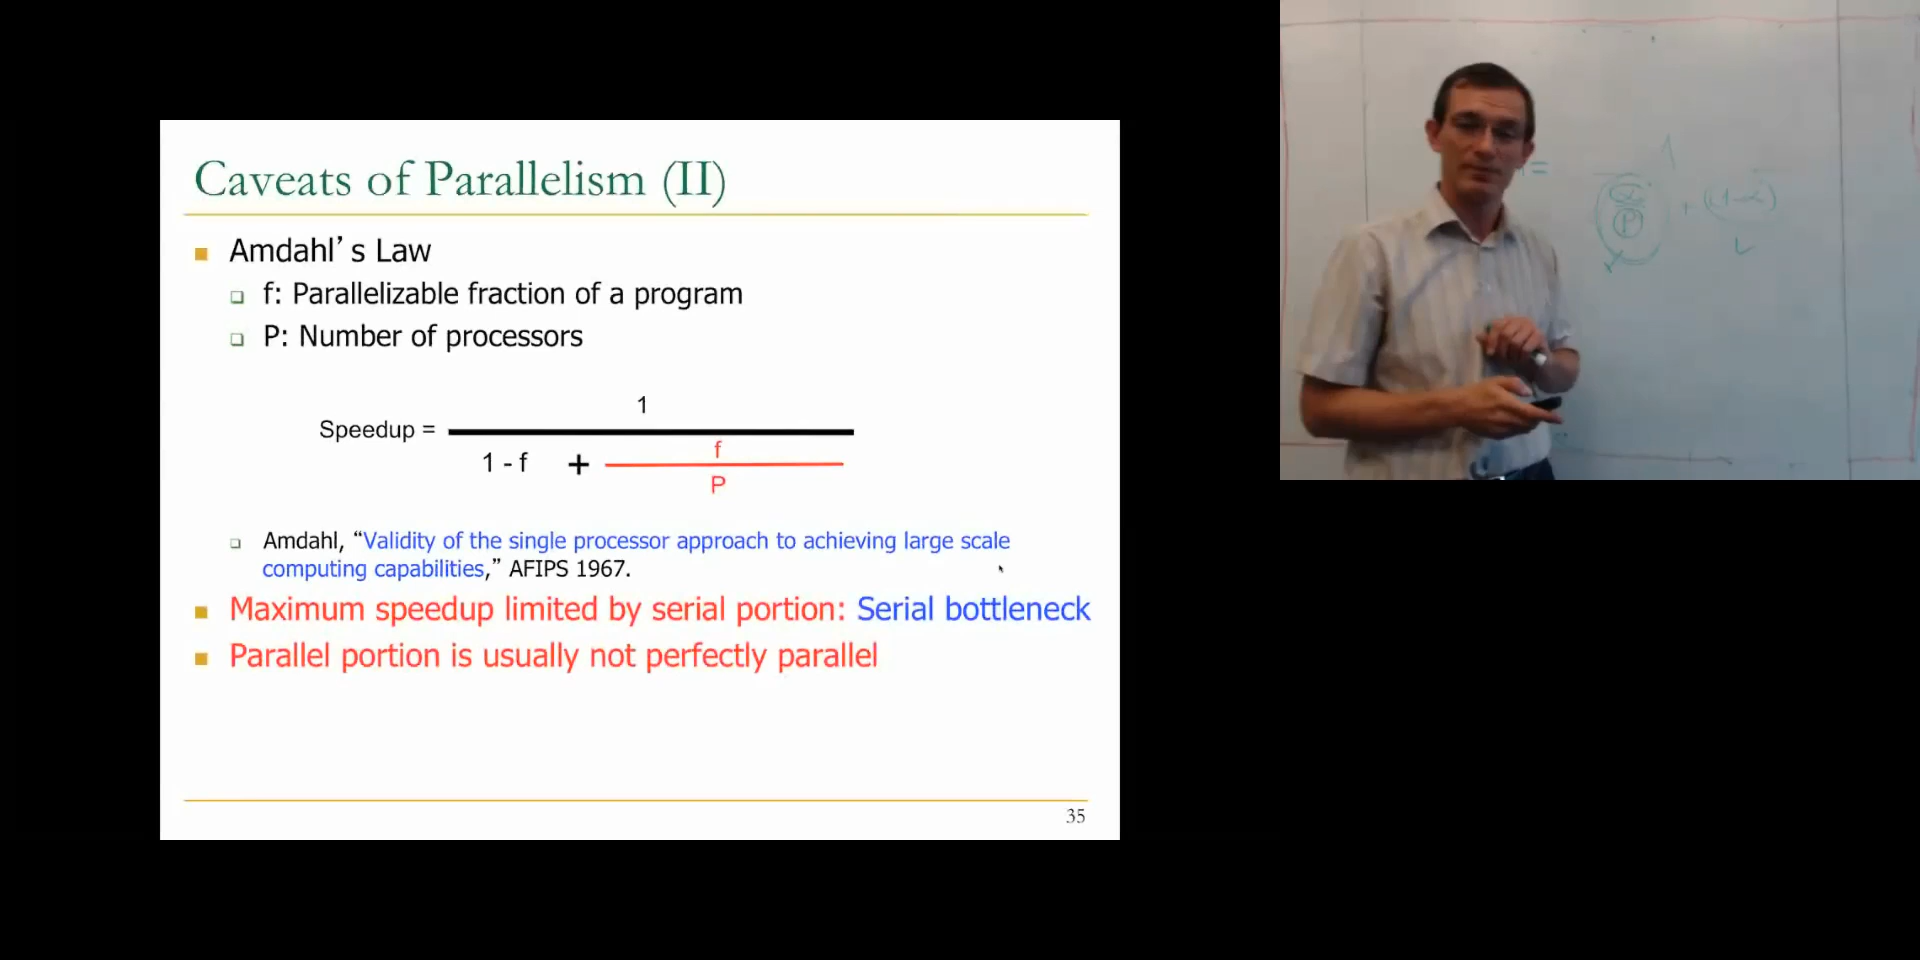 Caveats of Parallelism (II)
Amdahl’s Law
f: Parallelizable fraction of a program
P: Number of processors
1
Speedup =
f
1 - f +
P
Amdahl, “Validity of the single processor approach to achieving large scale
computing capabilities,” AFIPS 1967.
Maximum speedup limited by serial portion: Serial bottleneck
Parallel portion is usually not perfectly parallel
35
=
1
α
P
+ (1-α)